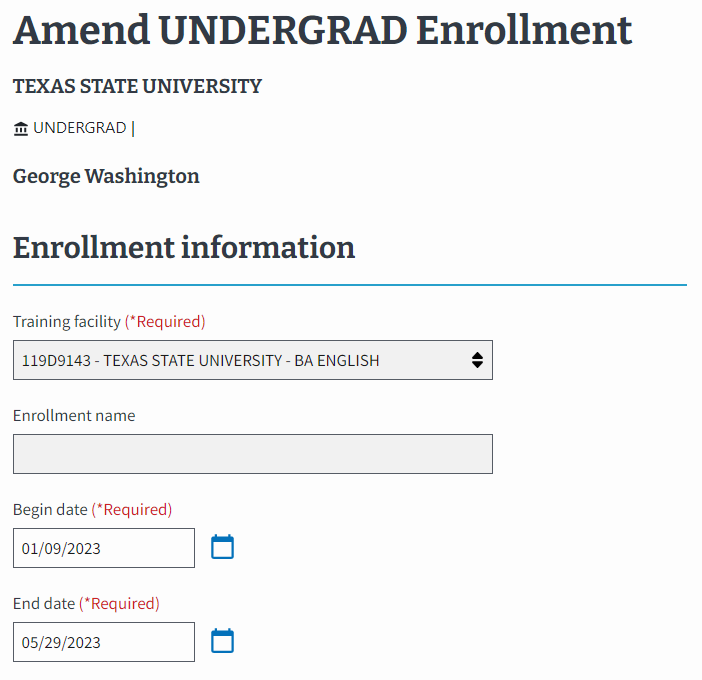 Amend UNDERGRAD Enrollment
TEXAS STATE UNIVERSITY
UNDERGRAD |
George Washington
Enrollment information
Training facility (*Required)
119D9143 - TEXAS STATE UNIVERSITY - BA ENGLISH
Enrollment name
Begin date (*Required)
01/09/2023
End date (*Required)
05/29/2023